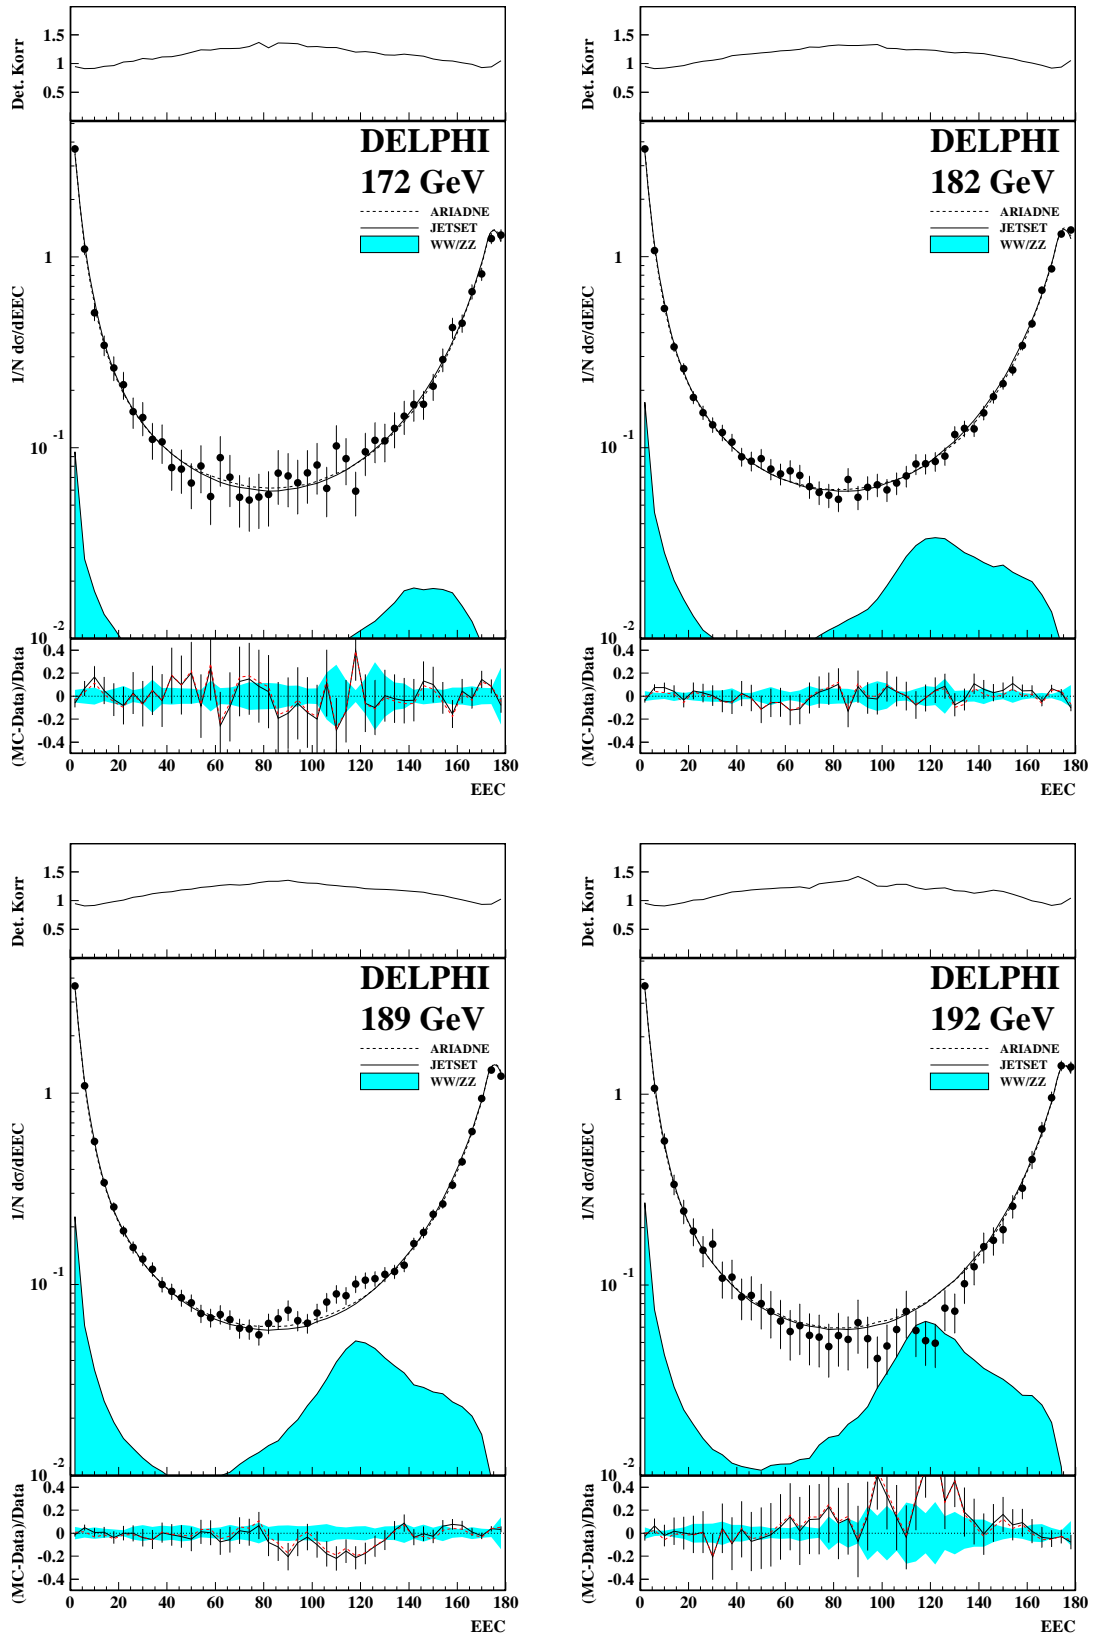 Det. Korr
1.5
1
0.5
DELPHI
172 GeV
ARIADNE
JETSET
WW/ZZ
1/N dσ/dEEC
1
10 -1
10 -2
(MC-Data)/Data
0.4
0.2
0
-0.2
-0.4
0 20 40 60 80 100 120 140 160 180
EEC
Det. Korr
1.5
1
0.5
DELPHI
182 GeV
ARIADNE
JETSET
WW/ZZ
1/N dσ/dEEC
1
10 -1
10 -2
(MC-Data)/Data
0.4
0.2
0
-0.2
-0.4
0 20 40 60 80 100 120 140 160 180
EEC
Det. Korr
1.5
1
0.5
DELPHI
189 GeV
ARIADNE
JETSET
WW/ZZ
1/N dσ/dEEC
1
10 -1
10 -2
(MC-Data)/Data
0.4
0.2
0
-0.2
-0.4
0 20 40 60 80 100 120 140 160 180
EEC
Det. Korr
1.5
1
0.5
DELPHI
192 GeV
ARIADNE
JETSET
WW/ZZ
1/N dσ/dEEC
1
10 -1
10 -2
(MC-Data)/Data
0.4
0.2
0
-0.2
-0.4
0 20 40 60 80 100 120 140 160 180
EEC